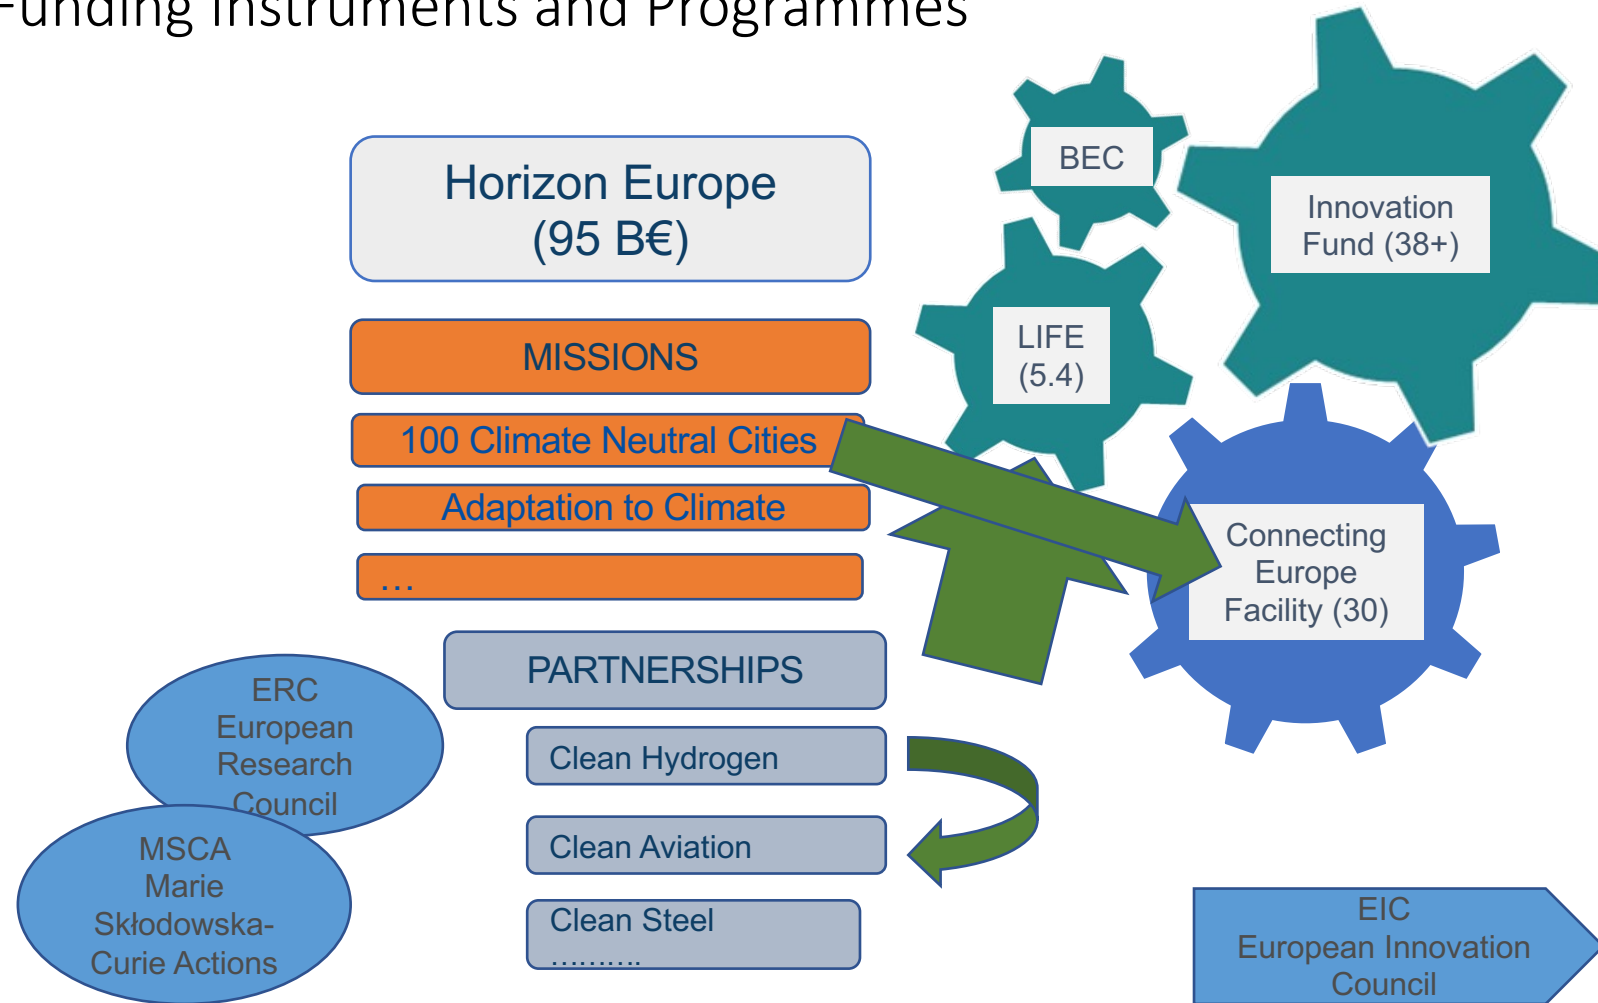 Funding Instruments and Programmes
Horizon Europe
(95 B€)
MISSIONS
100 Climate Neutral Cities
Adaptation to Climate
…
PARTNERSHIPS
Clean Hydrogen
Clean Aviation
Clean Steel
……….
ERC
European
Research
Council
MSCA
Marie
Skłodowska-
Curie Actions
BEC
LIFE
(5.4)
Innovation
Fund (38+)
Connecting
Europe
Facility (30)
EIC
European Innovation
Council